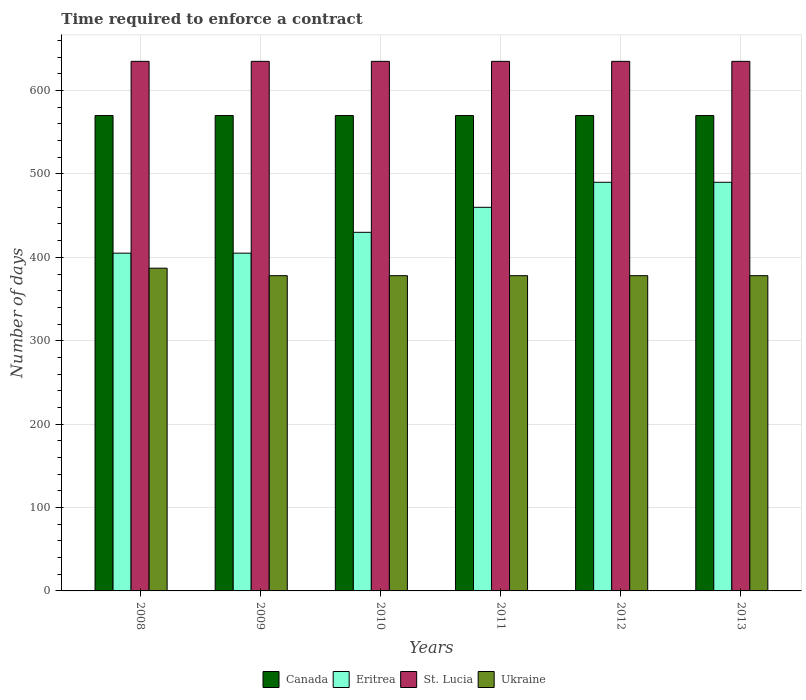 Time required to enforce a contract
Number of days
600
500
400
300
200
100
0
2008
2009
2010
2011
2012
2013
Years
Canada
Eritrea
St. Lucia
Ukraine